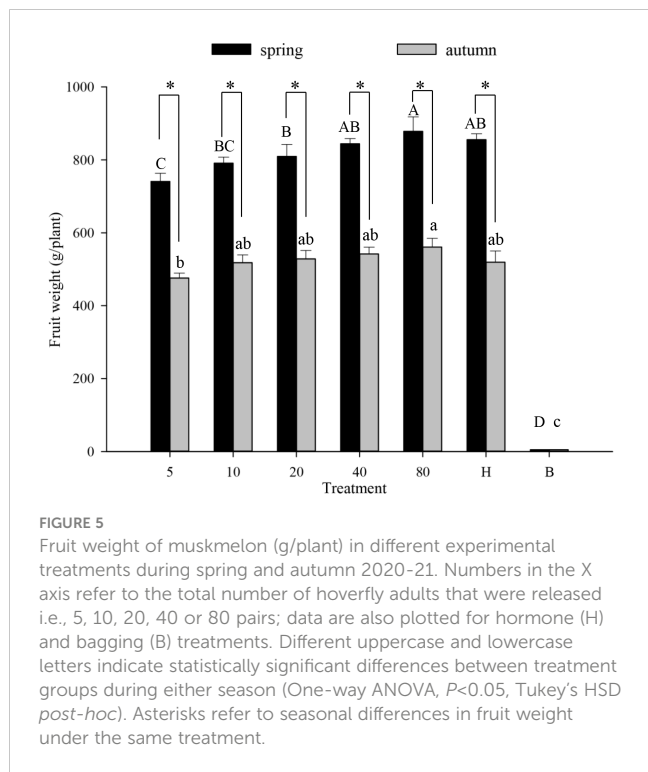 spring autumn
1000
800
600
400
200
0
Fruit weight (g/plant)
* * * * * *
C BC B AB A AB D
b ab ab ab a ab c
5 10 20 40 80 H B
Treatment
FIGURE 5
Fruit weight of muskmelon (g/plant) in different experimental
treatments during spring and autumn 2020-21. Numbers in the X
axis refer to the total number of hoverfly adults that were released
i.e., 5, 10, 20, 40 or 80 pairs; data are also plotted for hormone (H)
and bagging (B) treatments. Different uppercase and lowercase
letters indicate statistically significant differences between treatment
groups during either season (One-way ANOVA, P<0.05, Tukey's HSD
post-hoc). Asterisks refer to seasonal differences in fruit weight
under the same treatment.